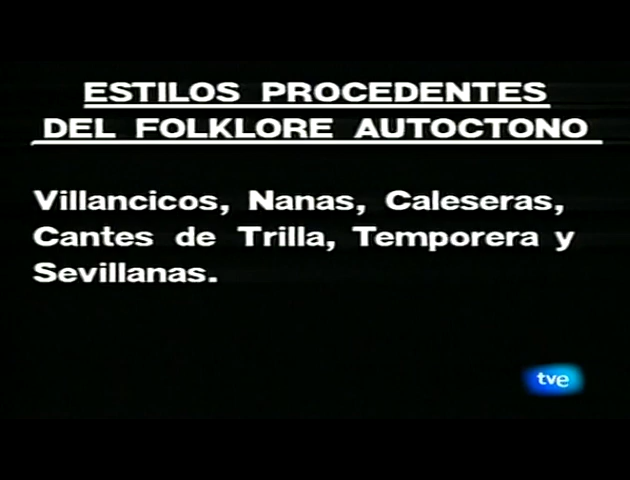 ESTILOS PROCEDENTES
DEL FOLKLORE AUTOCTONO
Villancicos, Nanas, Caleseras,
Cantes de Trilla, Temporera y
Sevillanas.
tve